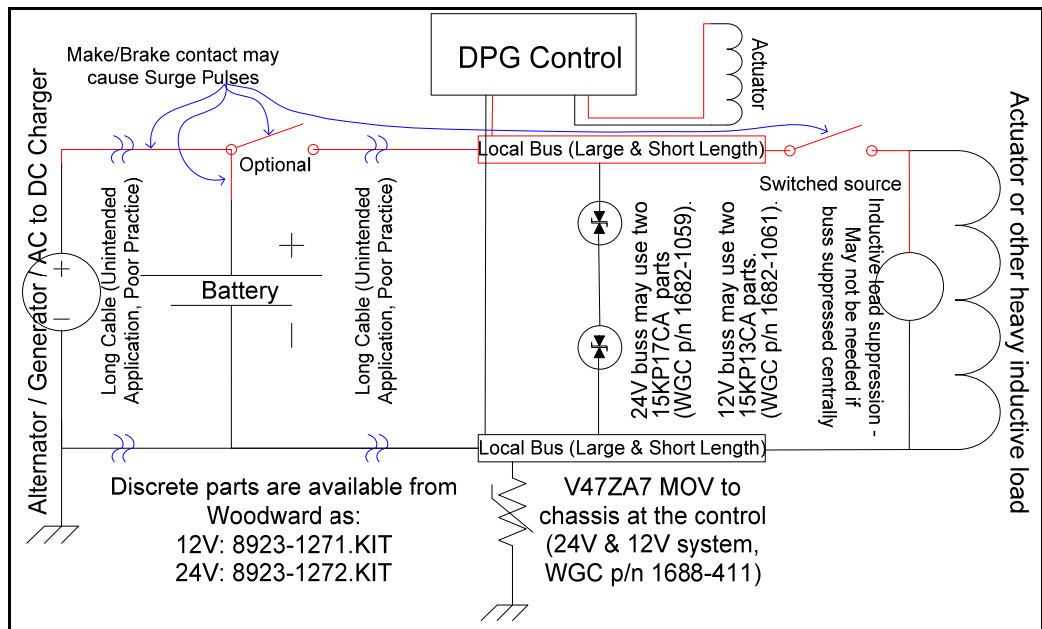 Make/Brake contact may
cause Surge Pulses
DPG Control
Actuator
Alternator / Generator / AC to DC Charger
+
−
Long Cable (Unintended
Application, Poor Practice)
Optional
+
Battery
−
Long Cable (Unintended
Application, Poor Practice)
Local Bus (Large & Short Length)
24V buss may use two
15KP17CA parts
(WGC p/n 1682-1059).
12V buss may use two
15KP13CA parts.
(WGC p/n 1682-1061).
Switched source
Inductive load suppression -
May not be needed if
buss suppressed centrally
Actuator or other heavy inductive load
Local Bus (Large & Short Length)
Discrete parts are available from
Woodward as:
12V: 8923-1271.KIT
24V: 8923-1272.KIT
V47ZA7 MOV to
chassis at the control
(24V & 12V system,
WGC p/n 1688-411)